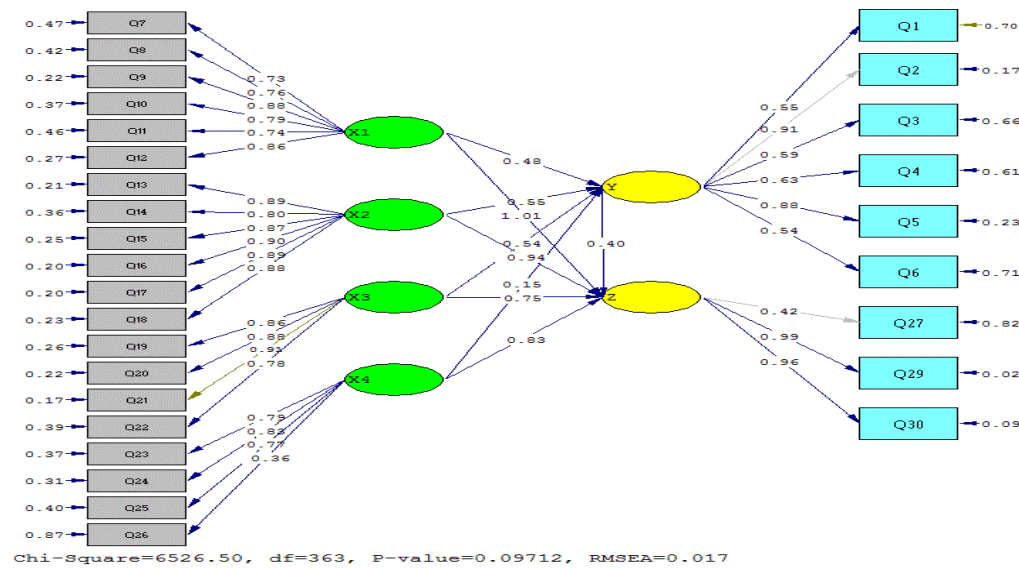 0.47 Q7
0.42 Q8
0.22 Q9
0.37 Q10
0.46 Q11
0.27 Q12
0.21 Q13
0.36 Q14
0.25 Q15
0.20 Q16
0.20 Q17
0.23 Q18
0.26 Q19
0.22 Q20
0.17 Q21
0.39 Q22
0.37 Q23
0.31 Q24
0.40 Q25
0.87 Q26
0.73
0.76
0.88
0.79
0.74
0.86
0.89
0.80
0.87
0.90
0.89
0.88
0.86
0.88
0.91
0.78
0.79
0.83
0.77
0.36
X1
X2
X3
X4
0.48
0.55
1.01
0.54
0.94
0.15
0.75
0.83
0.40
Y
Z
0.55
0.91
0.59
0.63
0.88
0.54
0.42
0.99
0.96
Q1 0.70
Q2 0.17
Q3 0.66
Q4 0.61
Q5 0.23
Q6 0.71
Q27 0.82
Q29 0.02
Q30 0.09
Chi-Square=6526.50, df=363, P-value=0.09712, RMSEA=0.017